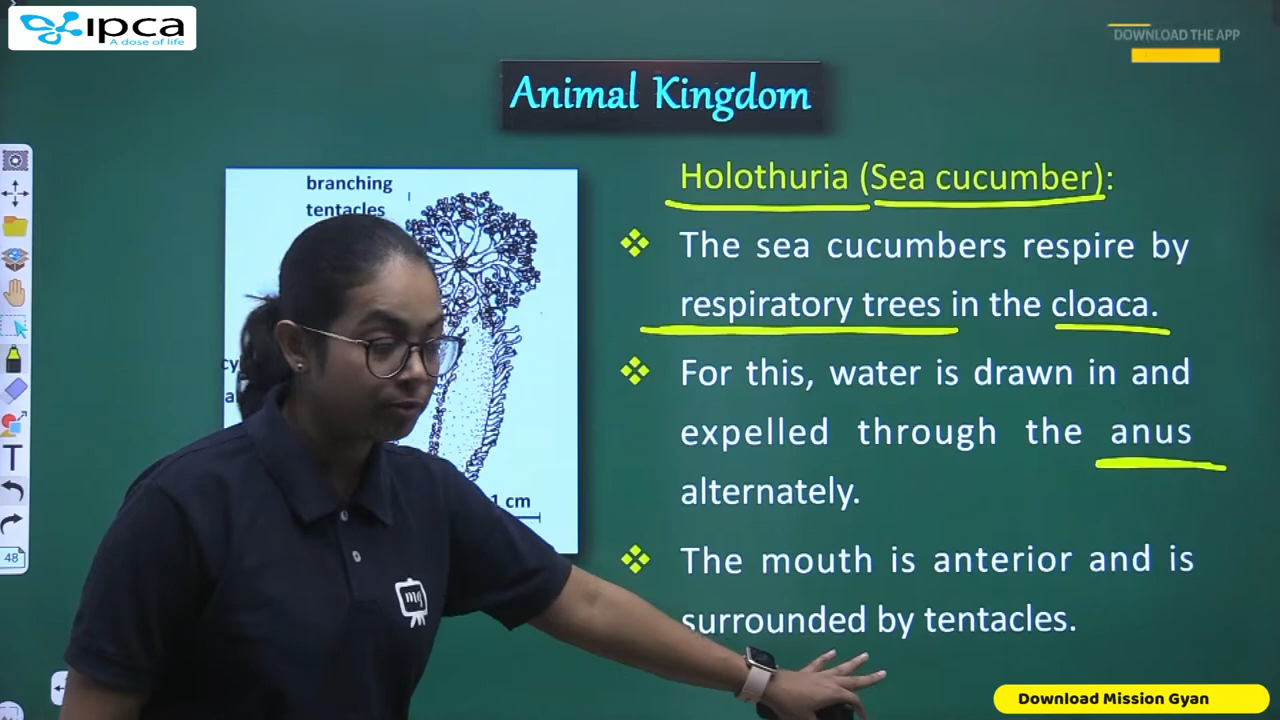 ipca
A dose of life
DOWNLOAD THE APP
Animal Kingdom
branching
tentacles
1 cm
Holothuria (Sea cucumber):
The sea cucumbers respire by
respiratory trees in the cloaca.
For this, water is drawn in and
expelled through the anus
alternately.
The mouth is anterior and is
surrounded by tentacles.
T
48
mg
Download Mission Gyan